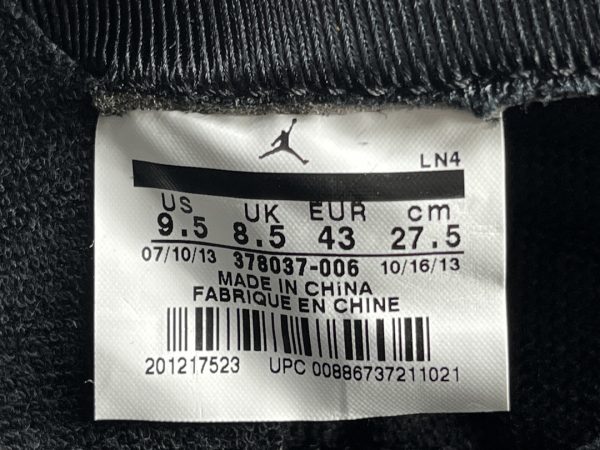 LN4
US UK EUR cm
9.5 8.5 43 27.5
07/10/13 378037-006 10/16/13
MADE IN CHiNA
FABRIQUE EN CHINE
201217523 UPC 00886737211021